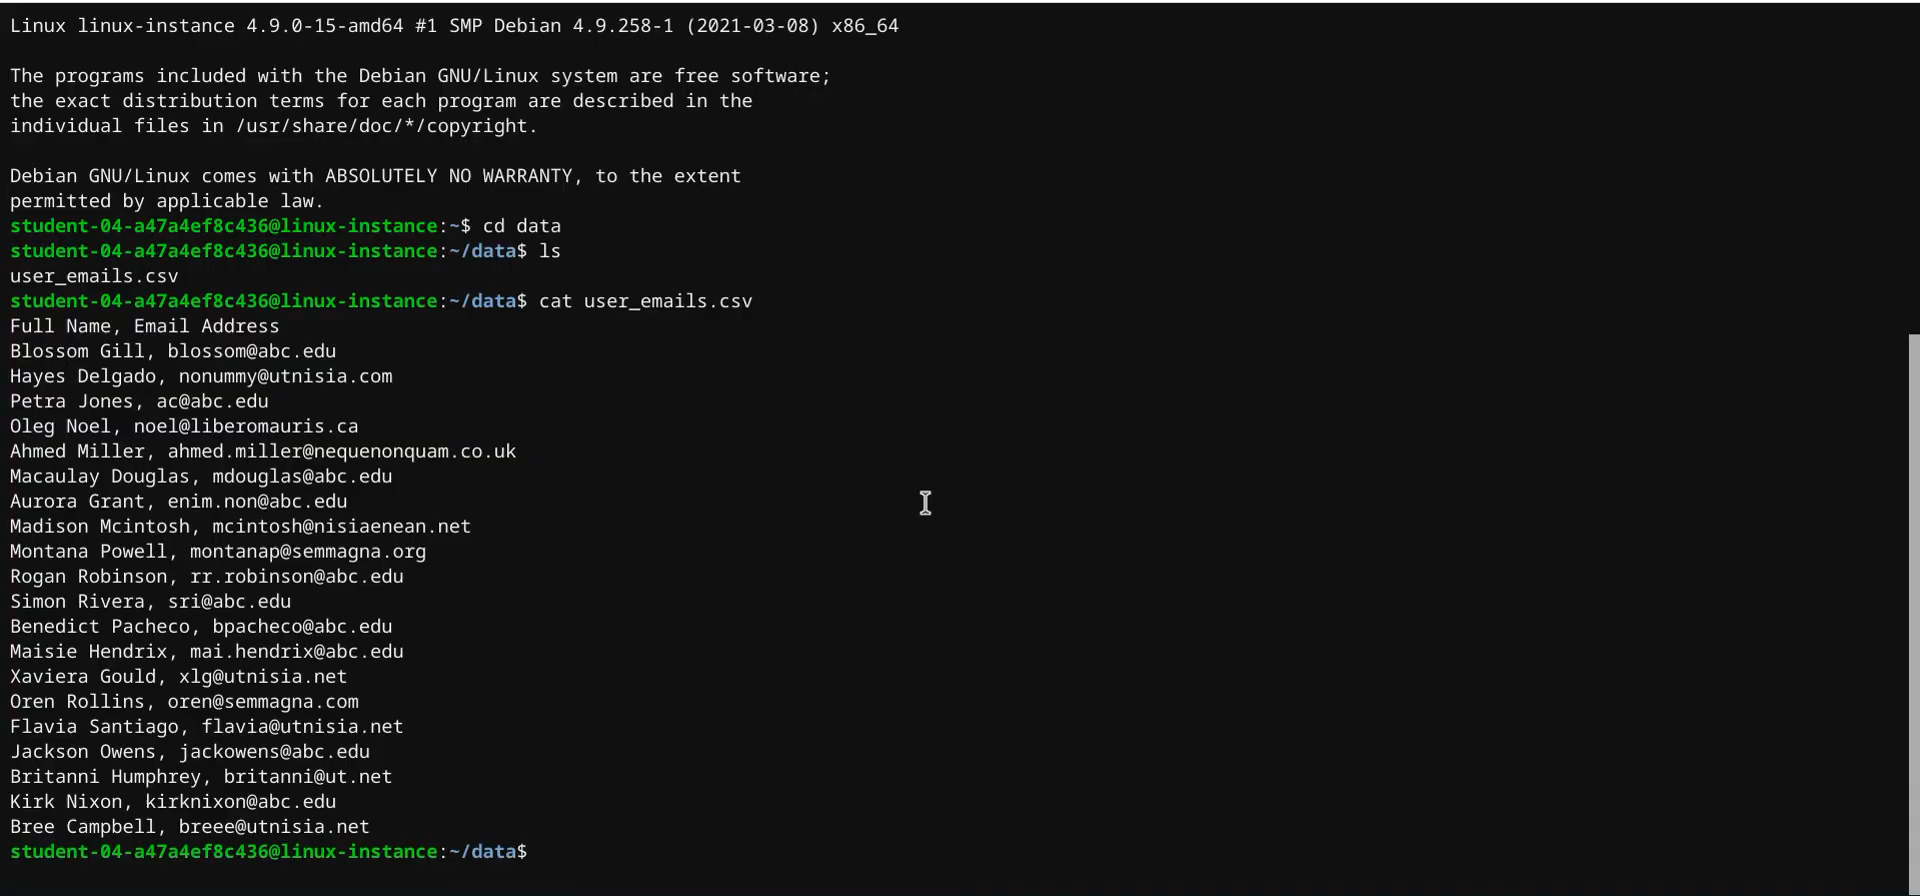 Linux linux-instance 4.9.0-15-amd64 #1 SMP Debian 4.9.258-1 (2021-03-08) x86_64
The programs included with the Debian GNU/Linux system are free software;
the exact distribution terms for each program are described in the
individual files in /usr/share/doc/*/copyright.
Debian GNU/Linux comes with ABSOLUTELY NO WARRANTY, to the extent
permitted by applicable law.
student-04-a47a4ef8c436@linux-instance:~$ cd data
student-04-a47a4ef8c436@linux-instance:~/data$ ls
user_emails.csv
student-04-a47a4ef8c436@linux-instance:~/data$ cat user_emails.csv
Full Name, Email Address
Blossom Gill, blossom@abc.edu
Hayes Delgado, nonummy@utnisia.com
Petra Jones, ac@abc.edu
Oleg Noel, noel@liberomauris.ca
Ahmed Miller, ahmed.miller@nequenonquam.co.uk
Macaulay Douglas, mdouglas@abc.edu
Aurora Grant, enim.non@abc.edu
Madison Mcintosh, mcintosh@nisiaenean.net
Montana Powell, montanap@semmagna.org
Rogan Robinson, rr.robinson@abc.edu
Simon Rivera, sri@abc.edu
Benedict Pacheco, bpacheco@abc.edu
Maisie Hendrix, mai.hendrix@abc.edu
Xaviera Gould, xlg@utnisia.net
Oren Rollins, oren@semmagna.com
Flavia Santiago, flavia@utnisia.net
Jackson Owens, jackowens@abc.edu
Britanni Humphrey, britanni@ut.net
Kirk Nixon, kirknixon@abc.edu
Bree Campbell, breee@utnisia.net
student-04-a47a4ef8c436@linux-instance:~/data$